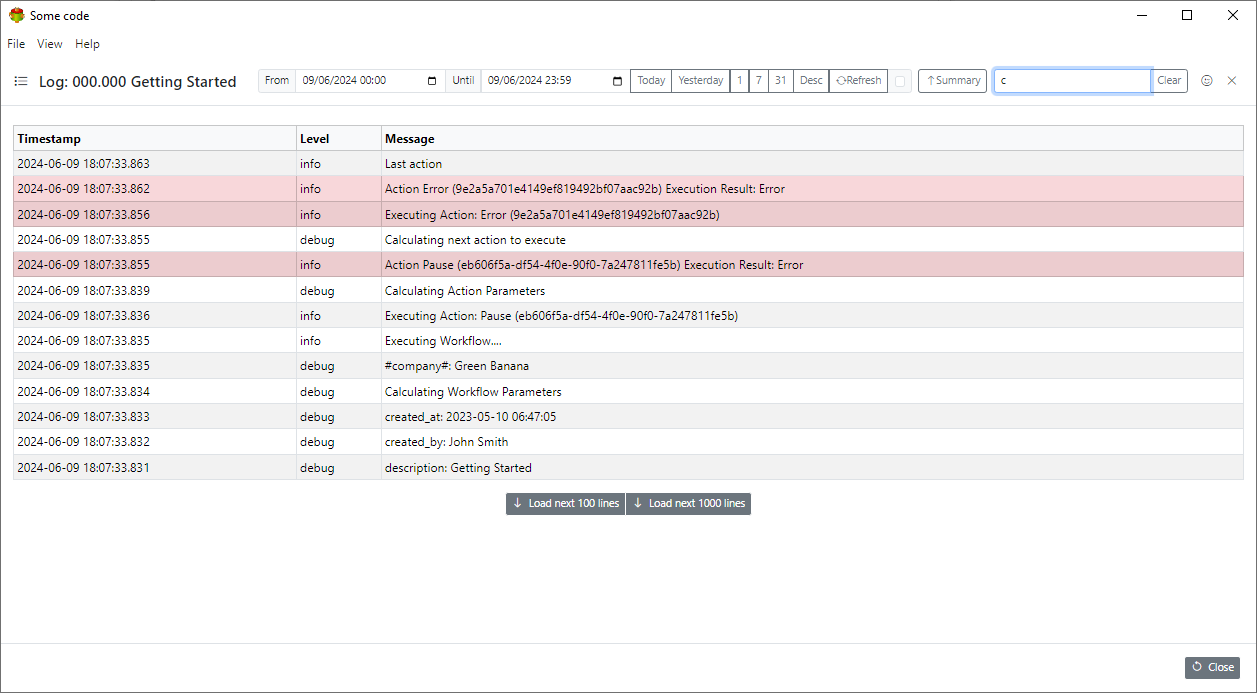 Some code
File View Help
Log: 000.000 Getting Started From 09/06/2024 00:00 Until 09/06/2024 23:59 Today Yesterday 1 7 31 Desc Refresh ↑Summary c Clear
Timestamp Level Message
2024-06-09 18:07:33.863 info Last action
2024-06-09 18:07:33.862 info Action Error (9e2a5a701e4149ef819492bf07aac92b) Execution Result: Error
2024-06-09 18:07:33.856 info Executing Action: Error (9e2a5a701e4149ef819492bf07aac92b)
2024-06-09 18:07:33.855 debug Calculating next action to execute
2024-06-09 18:07:33.855 info Action Pause (eb606f5a-df54-4f0e-90f0-7a247811fe5b) Execution Result: Error
2024-06-09 18:07:33.839 debug Calculating Action Parameters
2024-06-09 18:07:33.836 info Executing Action: Pause (eb606f5a-df54-4f0e-90f0-7a247811fe5b)
2024-06-09 18:07:33.835 info Executing Workflow....
2024-06-09 18:07:33.835 debug #company#: Green Banana
2024-06-09 18:07:33.834 debug Calculating Workflow Parameters
2024-06-09 18:07:33.833 debug created_at: 2023-05-10 06:47:05
2024-06-09 18:07:33.832 debug created_by: John Smith
2024-06-09 18:07:33.831 debug description: Getting Started
↓ Load next 100 lines ↓ Load next 1000 lines
Close